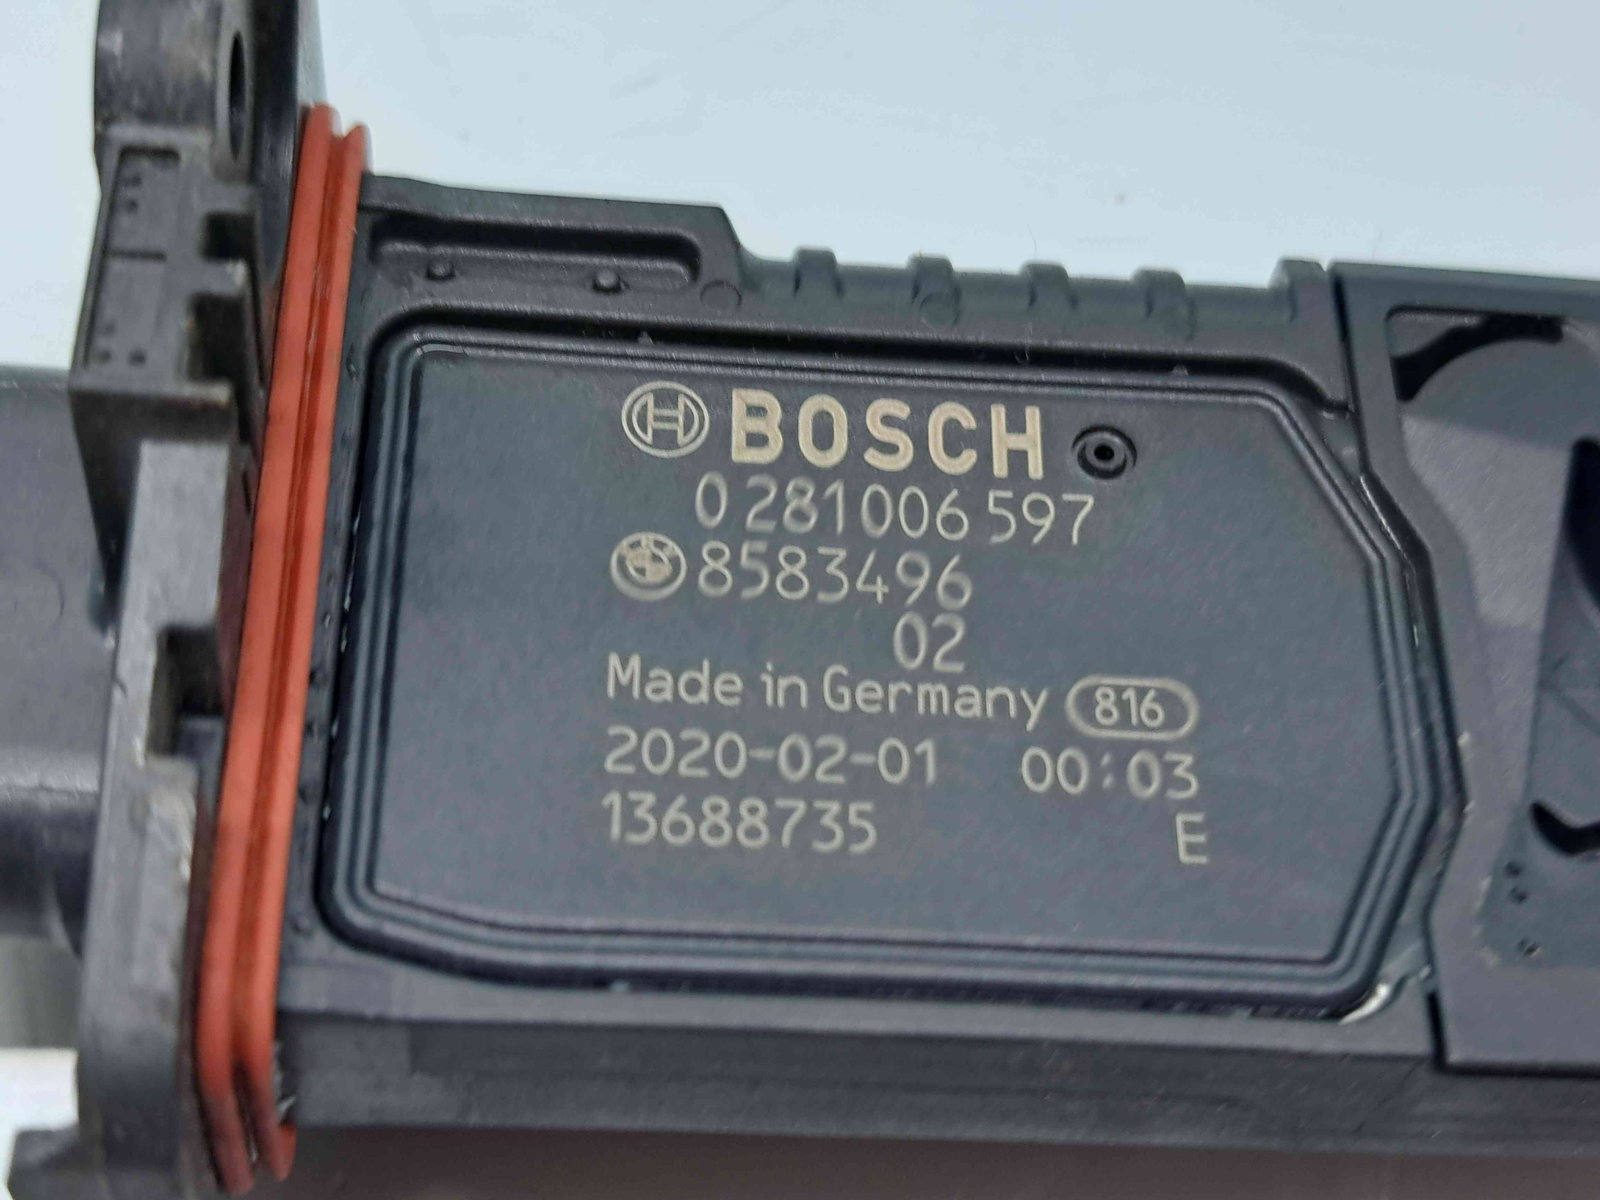 BOSCH
0 281 006 597
8583496
02
Made in Germany 816
2020-02-01 00:03
13688735 E